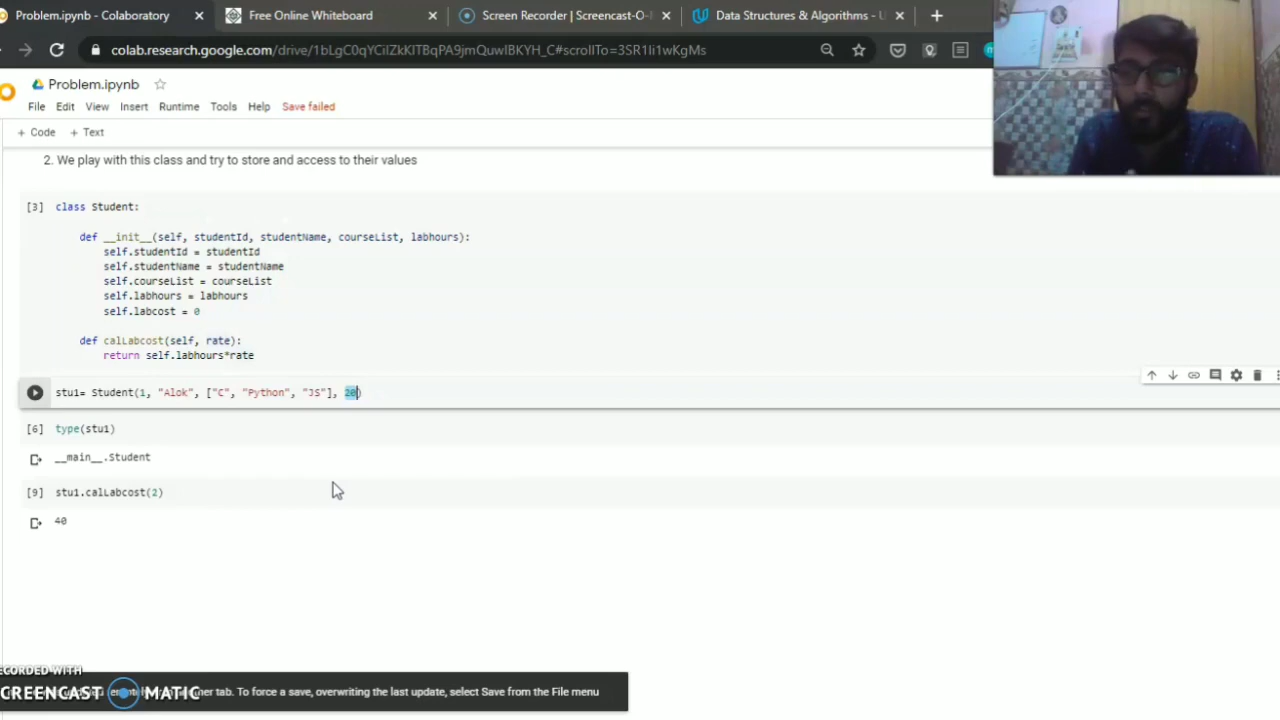 Problem.ipynb - Colaboratory
Free Online Whiteboard
Screen Recorder | Screencast-O-
Data Structures & Algorithms - U
colab.research.google.com/drive/1bLgC0qYCiIZkKlTBqPA9jmQuwlBKYH_C#scrollTo=3SR1Ii1wKgMs
Problem.ipynb
File Edit View Insert Runtime Tools Help Save failed
+ Code + Text
2. We play with this class and try to store and access to their values
[3] class Student:
def __init__(self, studentId, studentName, courseList, labhours):
self.studentId = studentId
self.studentName = studentName
self.courseList = courseList
self.labhours = labhours
self.labcost = 0
def calLabcost(self, rate):
return self.labhours*rate
stu1= Student(1, "Alok", ["C", "Python", "JS"], 20)
[6] type(stu1)
__main__.Student
[9] stu1.calLabcost(2)
40
RECORDED WITH
SCREENCAST MATIC
tab. To force a save, overwriting the last update, select Save from the File menu